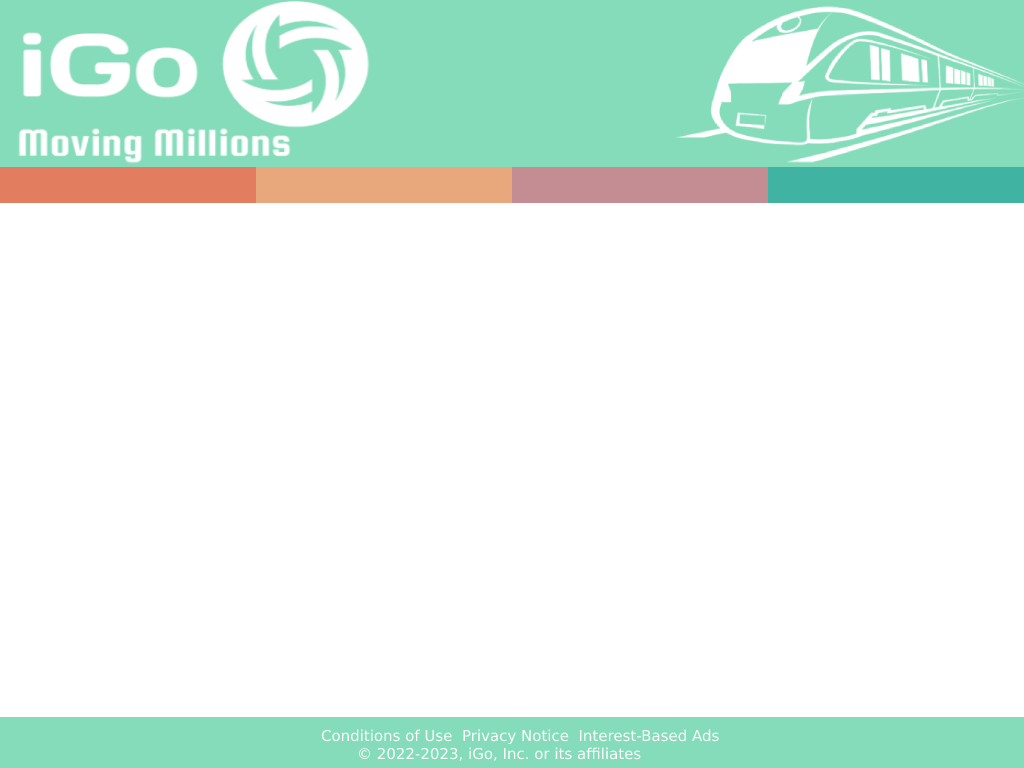 iGo
Moving Millions
Conditions of Use Privacy Notice Interest-Based Ads
© 2022-2023, iGo, Inc. or its affiliates